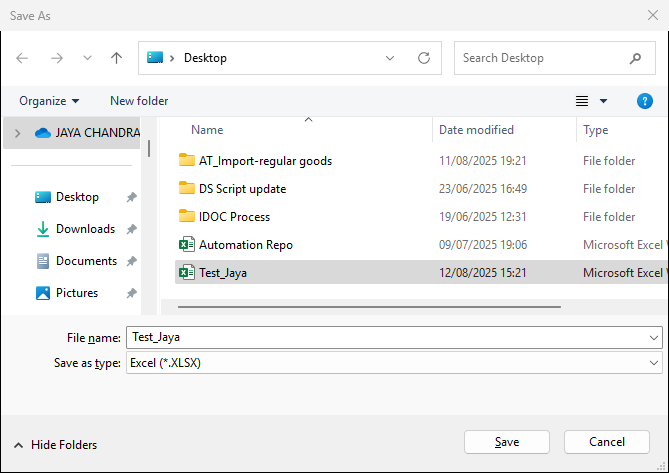 Save As
Desktop
Search Desktop
Organize
New folder
?
JAYA CHANDRA
Name
Date modified
Type
AT_Import-regular goods
11/08/2025 19:21
File folder
DS Script update
23/06/2025 16:49
File folder
IDOC Process
19/06/2025 12:31
File folder
Automation Repo
09/07/2025 19:06
Microsoft Excel W
Test_Jaya
12/08/2025 15:21
Microsoft Excel W
Desktop
Downloads
Documents
Pictures
File name: Test_Jaya
Save as type: Excel (*.XLSX)
Hide Folders
Save
Cancel